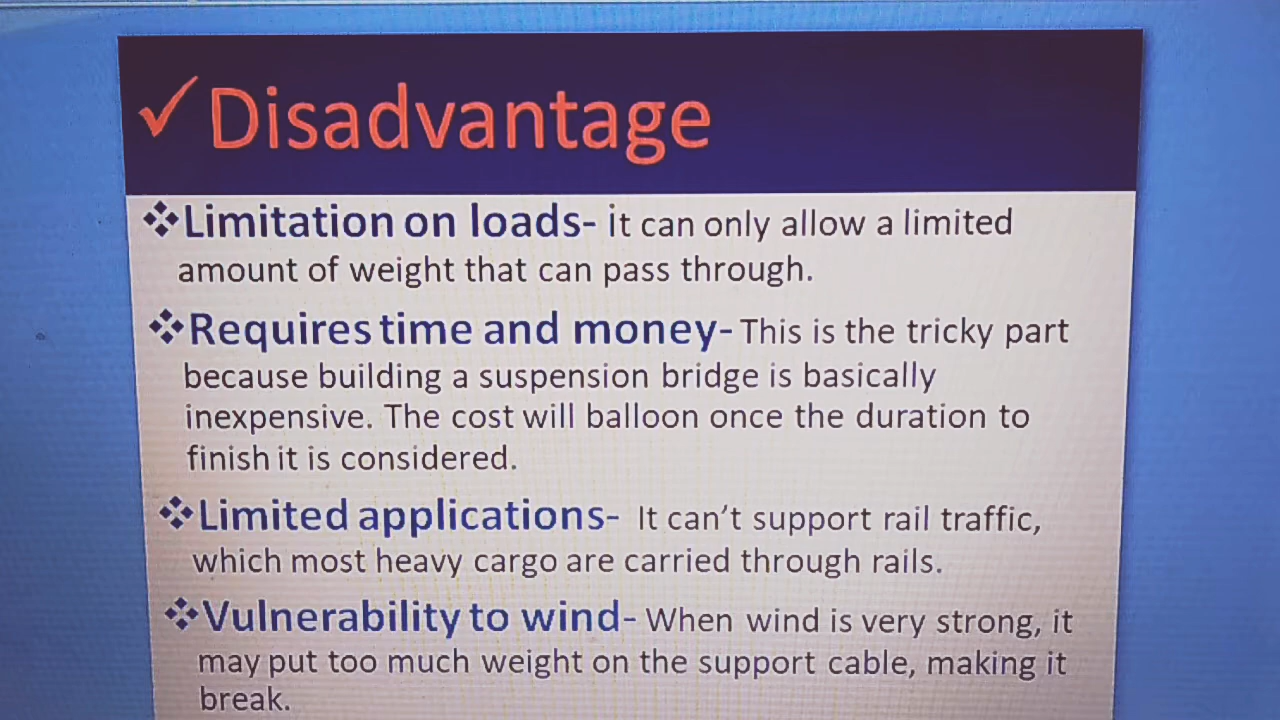 ✓Disadvantage
❖Limitation on loads- it can only allow a limited
amount of weight that can pass through.
❖Requires time and money- This is the tricky part
because building a suspension bridge is basically
inexpensive. The cost will balloon once the duration to
finish it is considered.
❖Limited applications- It can't support rail traffic,
which most heavy cargo are carried through rails.
❖Vulnerability to wind- When wind is very strong, it
may put too much weight on the support cable, making it
break.